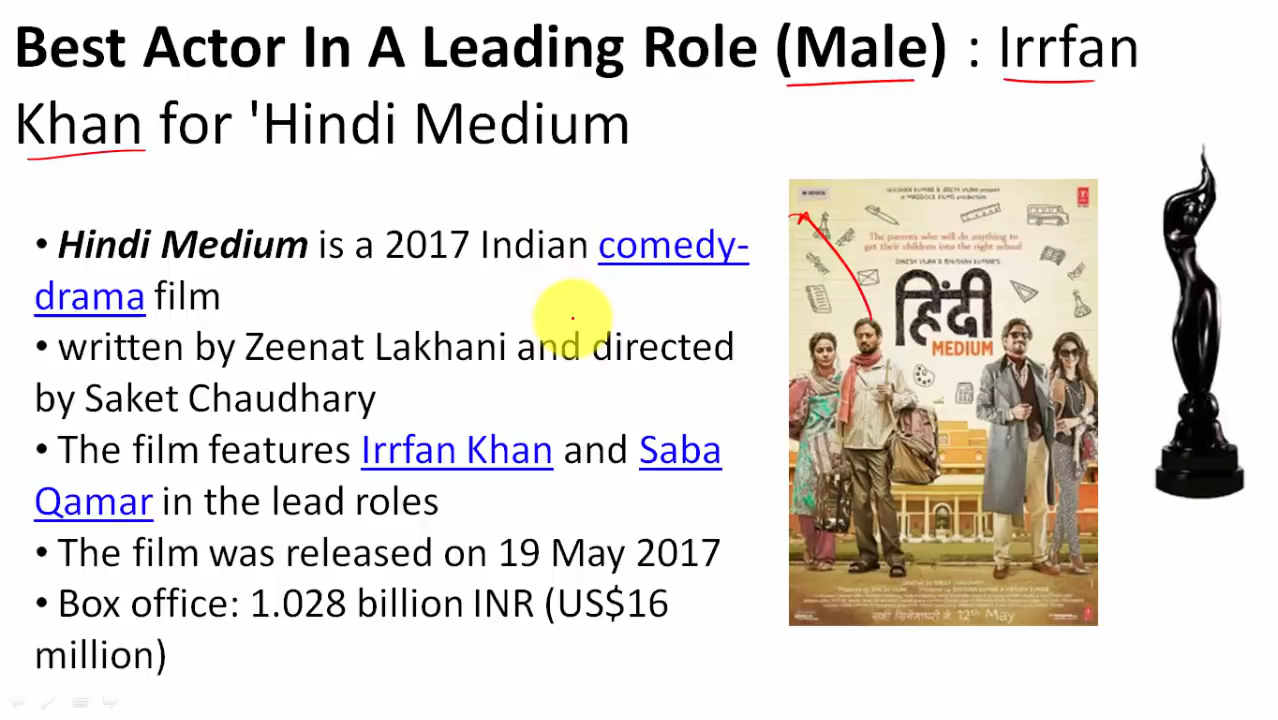 Best Actor In A Leading Role (Male) : Irrfan
Khan for 'Hindi Medium
• Hindi Medium is a 2017 Indian comedy-
drama film
• written by Zeenat Lakhani and directed
by Saket Chaudhary
• The film features Irrfan Khan and Saba
Qamar in the lead roles
• The film was released on 19 May 2017
• Box office: 1.028 billion INR (US$16
million)
The parents who will do anything to
get their children into the right school
हिंदी
MEDIUM
12th May